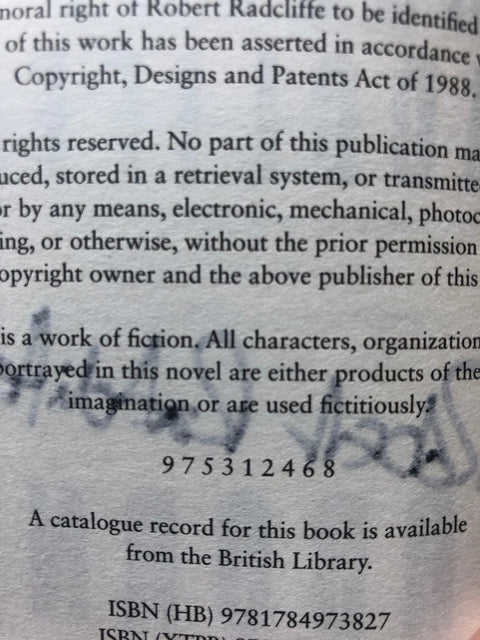 moral right of Robert Radcliffe to be identified
of this work has been asserted in accordance
Copyright, Designs and Patents Act of 1988.
rights reserved. No part of this publication ma
uced, stored in a retrieval system, or transmitte
or by any means, electronic, mechanical, photoc
ing, or otherwise, without the prior permission
opyright owner and the above publisher of this
is a work of fiction. All characters, organization
portrayed in this novel are either products of the
imagination or are used fictitiously.
9 7 5 3 1 2 4 6 8
A catalogue record for this book is available
from the British Library.
ISBN (HB) 9781784973827